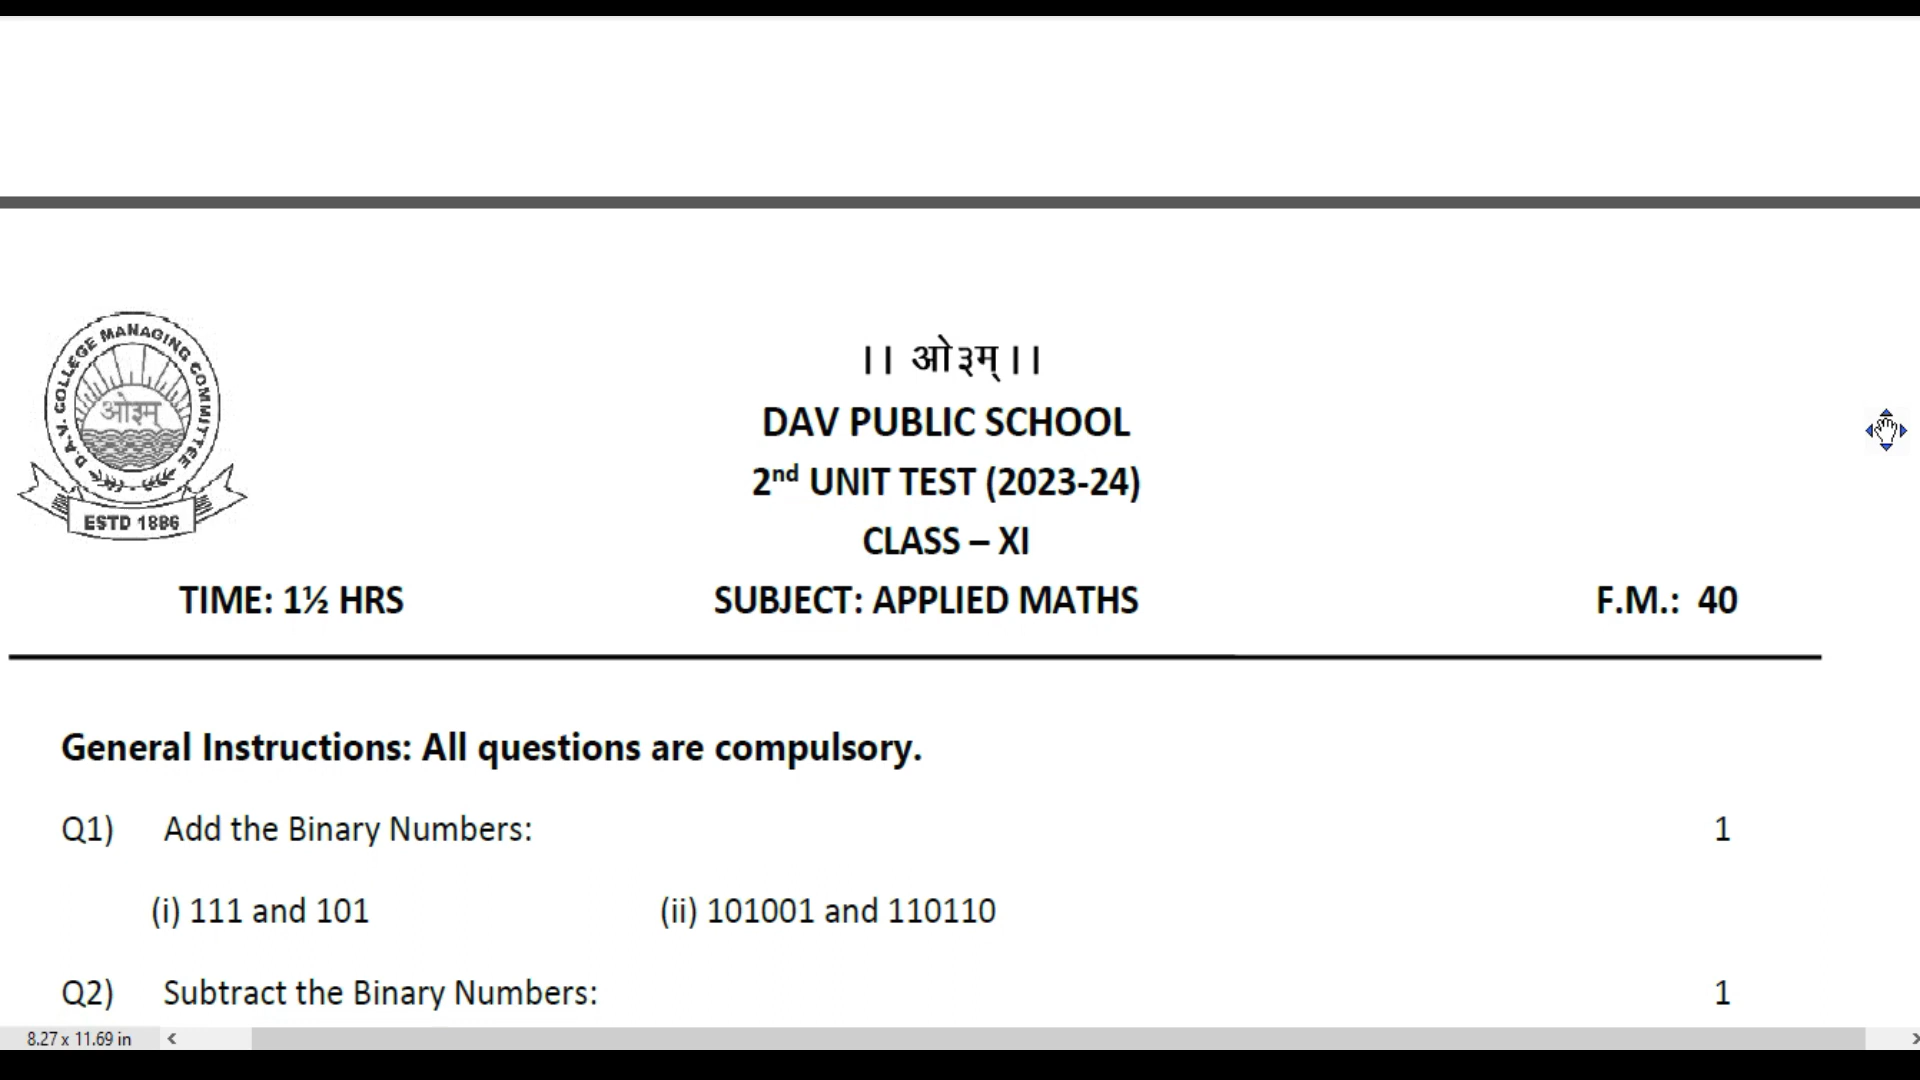 D.A.V. COLLEGE MANAGING COMMITTEE
ओ३म्
ESTD 1886
।। ओ३म् ।।
DAV PUBLIC SCHOOL
2nd UNIT TEST (2023-24)
CLASS – XI
TIME: 1½ HRS SUBJECT: APPLIED MATHS F.M.: 40
General Instructions: All questions are compulsory.
Q1) Add the Binary Numbers: 1
(i) 111 and 101 (ii) 101001 and 110110
Q2) Subtract the Binary Numbers: 1
8.27 x 11.69 in